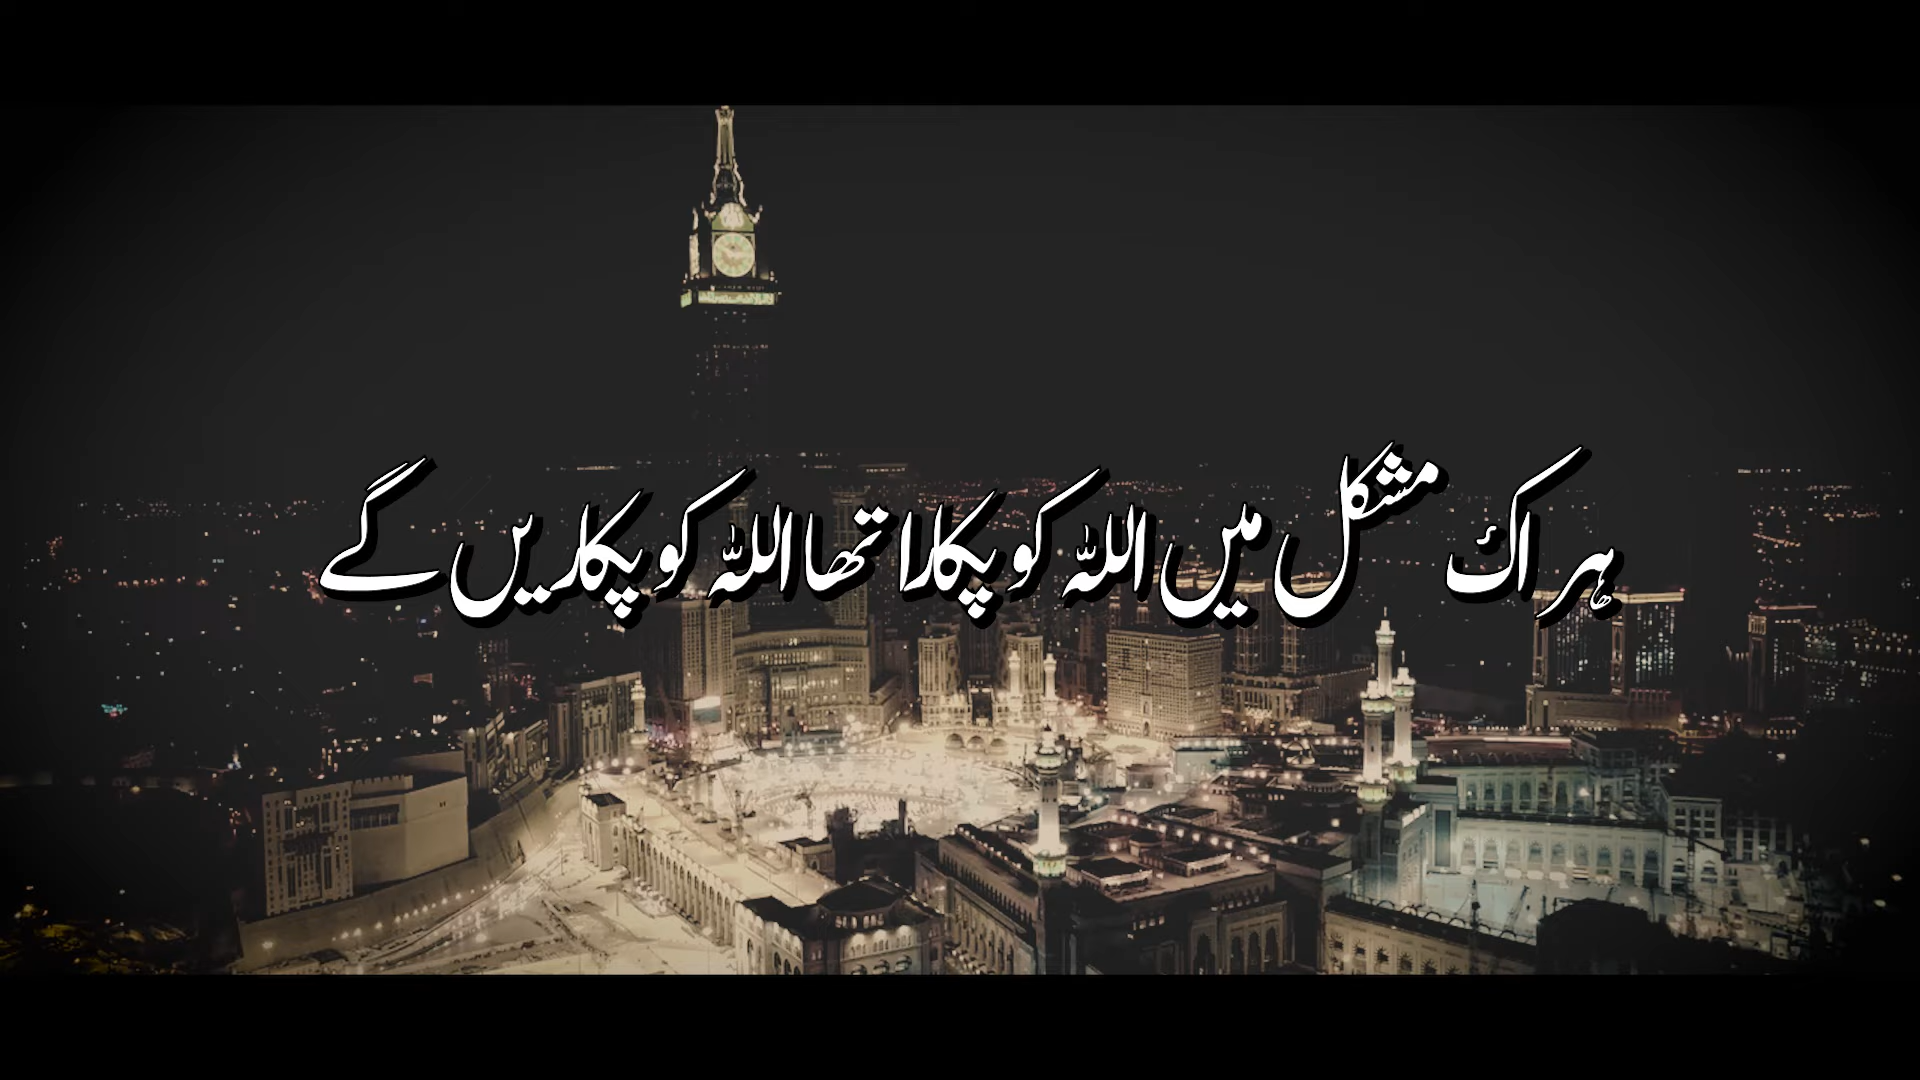 ہر اک مشکل میں اللہ کو پکارا تھا اللہ کو پکاریں گے